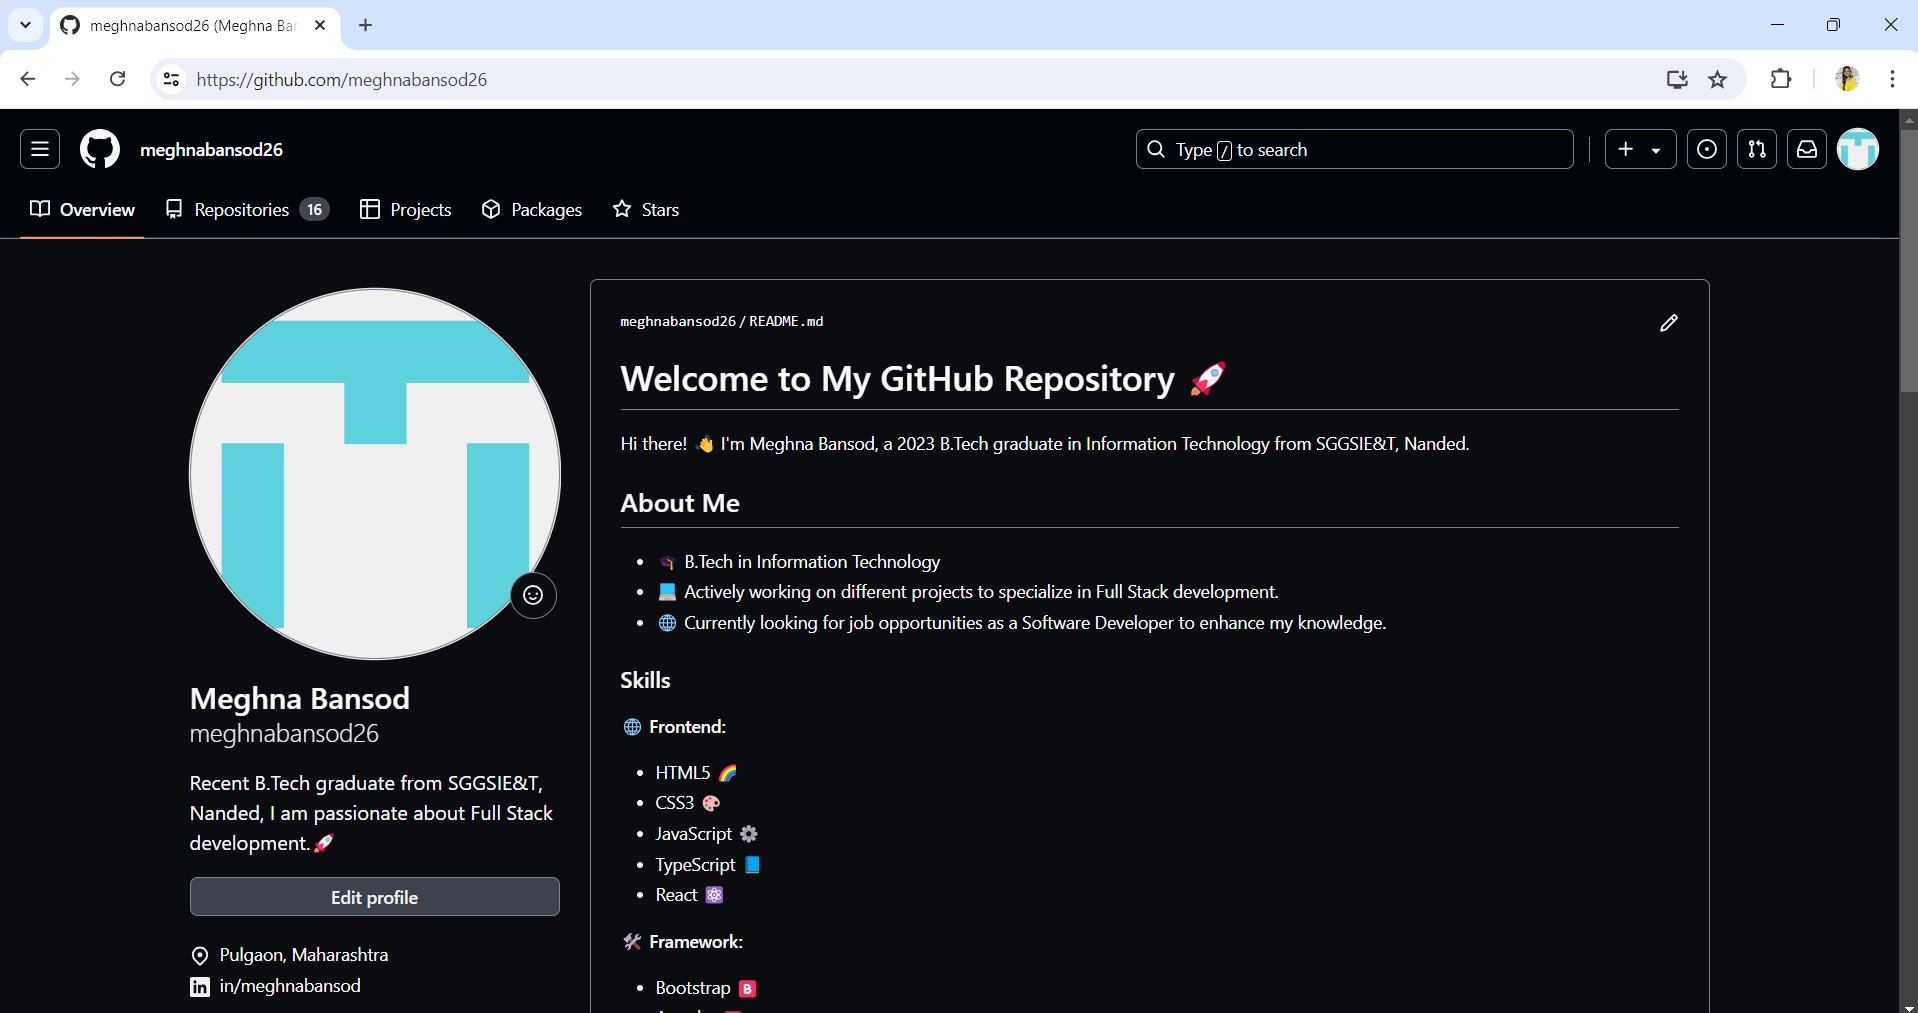 meghnabansod26 (Meghna Ban
https://github.com/meghnabansod26
meghnabansod26
Type / to search
Overview
Repositories 16
Projects
Packages
Stars
Meghna Bansod
meghnabansod26
Recent B.Tech graduate from SGGSIE&T,
Nanded, I am passionate about Full Stack
development.🚀
Edit profile
Pulgaon, Maharashtra
in/meghnabansod
meghnabansod26 / README.md
Welcome to My GitHub Repository 🚀
Hi there! 👋 I'm Meghna Bansod, a 2023 B.Tech graduate in Information Technology from SGGSIE&T, Nanded.
About Me
• 🎓 B.Tech in Information Technology
• 💻 Actively working on different projects to specialize in Full Stack development.
• 🌐 Currently looking for job opportunities as a Software Developer to enhance my knowledge.
Skills
🌐 Frontend:
• HTML5 🌈
• CSS3 🎨
• JavaScript ⚙️
• TypeScript 📘
• React ⚛️
🛠️ Framework:
• Bootstrap 🅱️